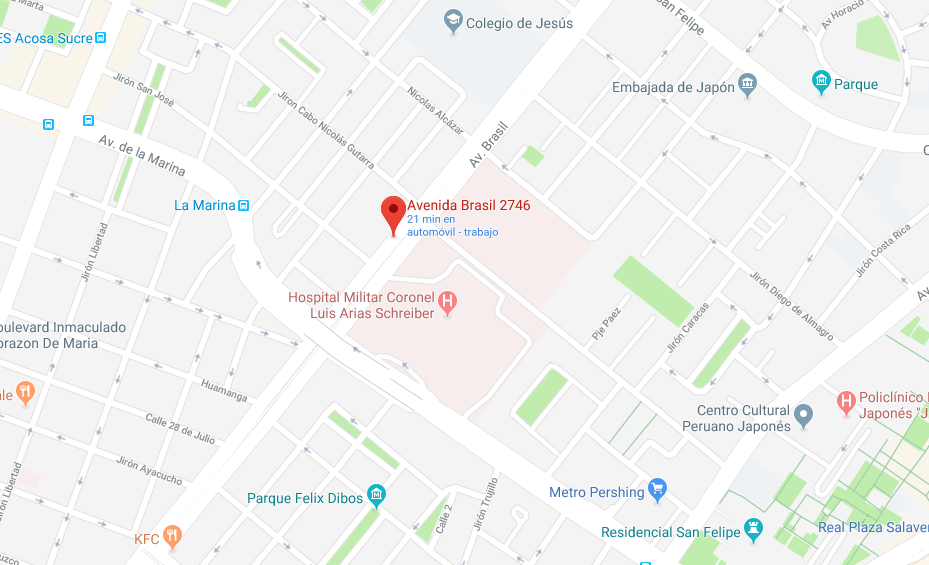 Marta
Colegio de Jesús
San Felipe
Av Horacio
ES Acosa Sucre
Jirón San José
Jiron Cabo Nicolás Gutarra
Nicolas Alcázar
Embajada de Japón
Parque
Av. de la Marina
Av. Brasil
La Marina
Avenida Brasil 2746
21 min en
automóvil - trabajo
Jirón Libertad
Jirón Costa Rica
Jirón Diego de Almagro
Av
Hospital Militar Coronel
Luis Arias Schreiber
Pje Paez
Jirón Caracas
oulevard Inmaculado
orazon De Maria
Huamanga
Calle 28 de Julio
Centro Cultural
Peruano Japonés
Policlínico
Japonés "J
Jirón Ayacucho
Jirón Libertad
Parque Felix Dibos
Metro Pershing
Calle 2
Jirón Trujillo
KFC
Residencial San Felipe
Real Plaza Salaver
uzco